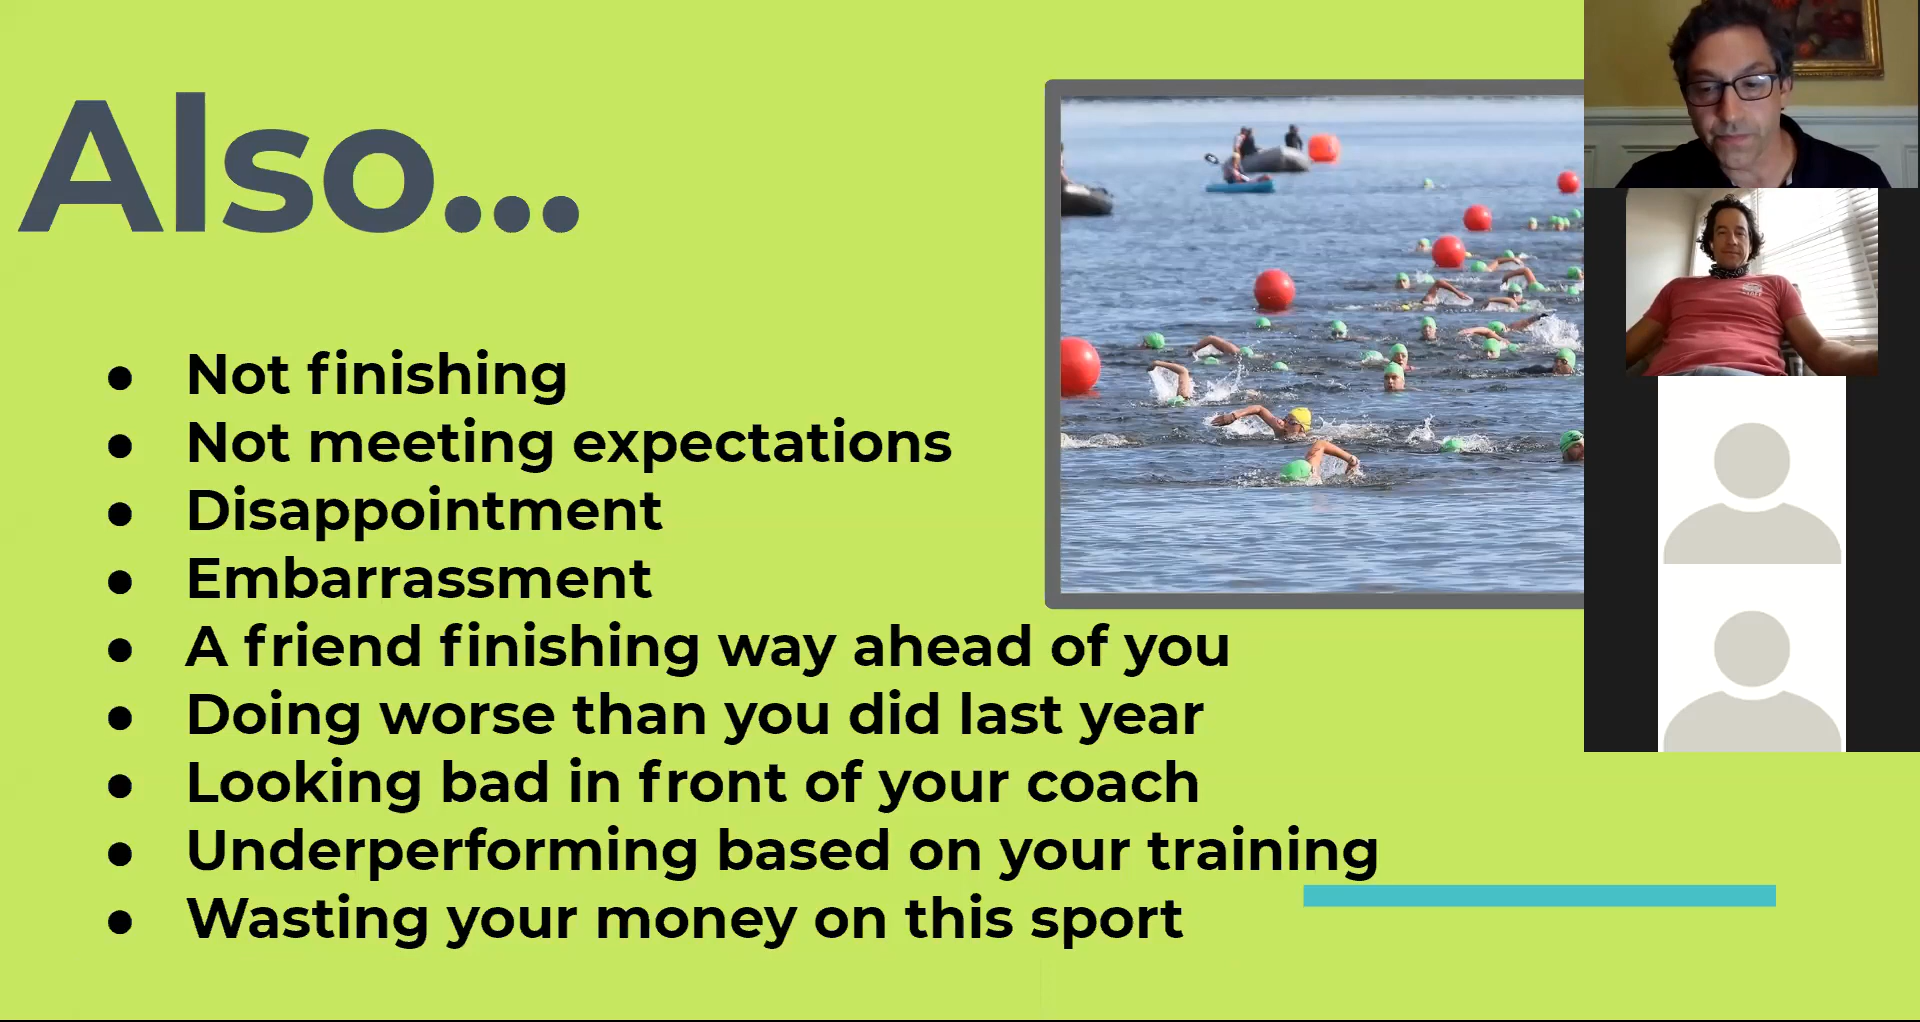 Also...
Not finishing
Not meeting expectations
Disappointment
Embarrassment
A friend finishing way ahead of you
Doing worse than you did last year
Looking bad in front of your coach
Underperforming based on your training
Wasting your money on this sport